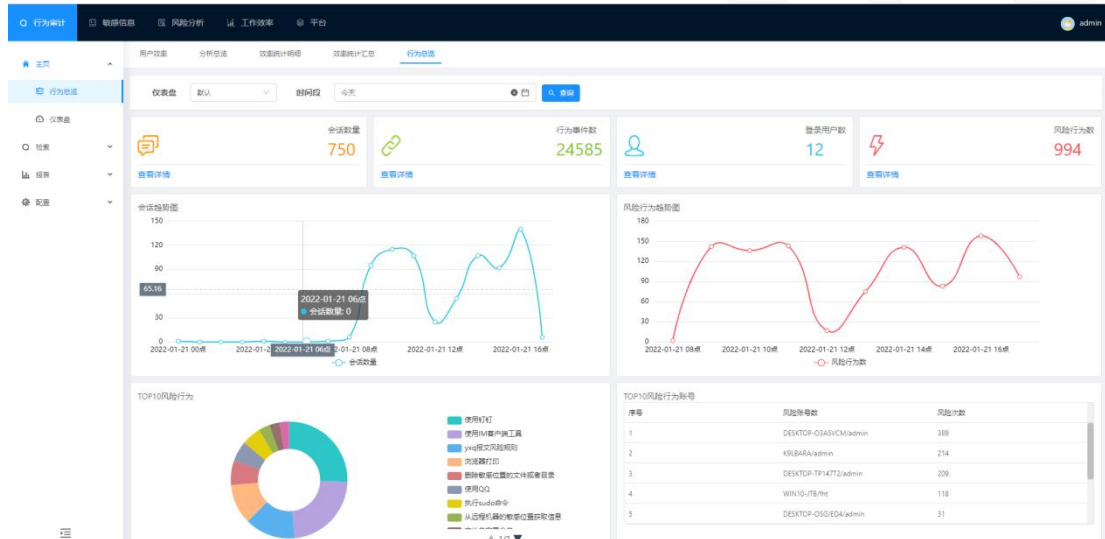 行为审计 敏感信息 风险分析 工作效率 平台 admin
用户效率 分析总览 效率统计明细 效率统计汇总 行为总览
主页
行为总览
仪表盘
检索
报表
配置
仪表盘 默认 时间段 今天 查询
会话数量
750
查看详情
行为事件数
24585
查看详情
登录用户数
12
查看详情
风险行为数
994
查看详情
会话趋势图
150
120
90
65.16
30
0
2022-01-21 06点
会话数量: 0
2022-01-21 00点 2022-01-21 06点 2022-01-21 12点 2022-01-21 16点
会话数量
风险行为趋势图
180
150
120
90
60
30
0
2022-01-21 08点 2022-01-21 10点 2022-01-21 12点 2022-01-21 14点 2022-01-21 16点
风险行为数
TOP10风险行为
使用钉钉
使用IM客户端工具
yxq报文风险规则
浏览器打印
删除敏感位置的文件或者目录
使用QQ
执行sudo命令
从远程机器的敏感位置获取信息
1/2
TOP10风险行为账号
序号 风险账号数 风险次数
1 DESKTOP-O3ASVCM/admin 389
2 K9LBARA/admin 214
3 DESKTOP-TP147T2/admin 209
4 WIN10-JTB/fht 118
5 DESKTOP-OSGJED4/admin 31